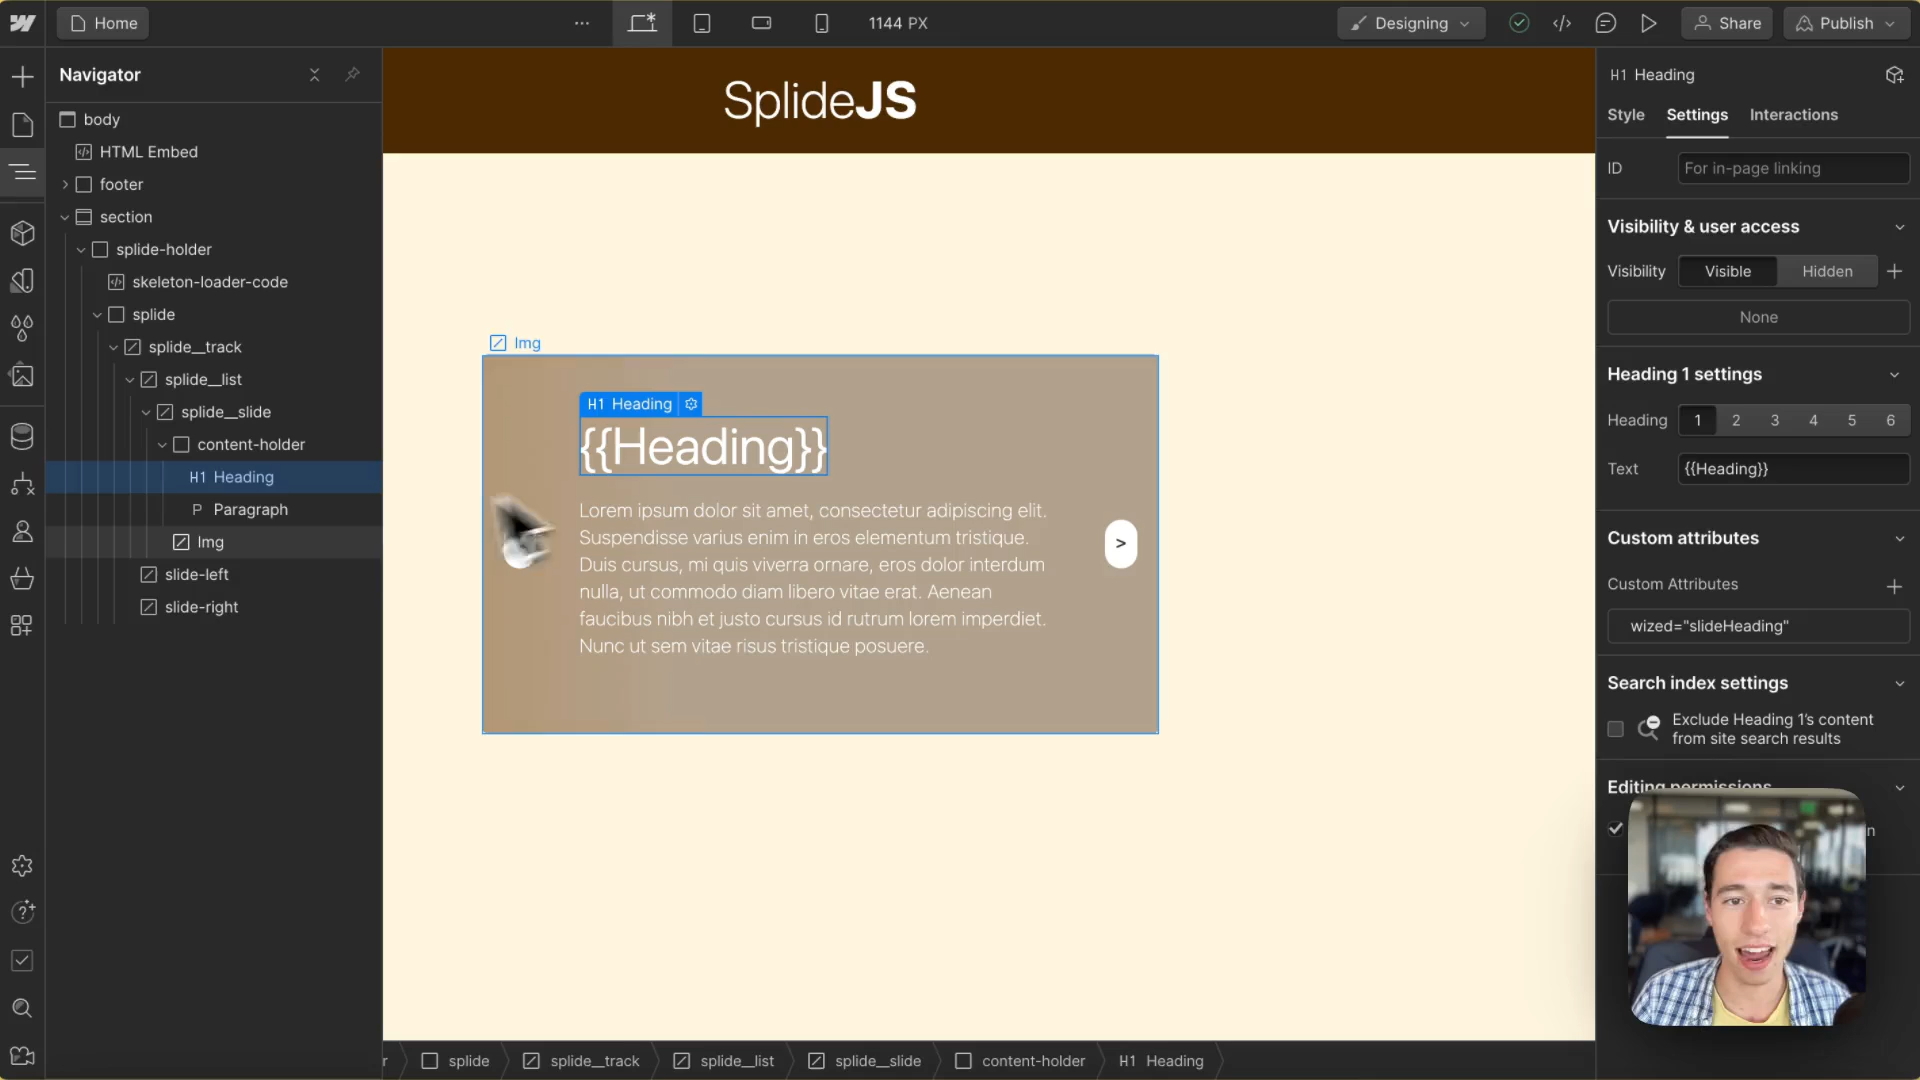 Home
1144 PX
Designing
Share
Publish
Navigator
body
HTML Embed
footer
section
splide-holder
skeleton-loader-code
splide
splide__track
splide__list
splide__slide
content-holder
H1 Heading
P Paragraph
Img
slide-left
slide-right
SplideJS
Img
H1 Heading
{{Heading}}
Lorem ipsum dolor sit amet, consectetur adipiscing elit.
Suspendisse varius enim in eros elementum tristique.
Duis cursus, mi quis viverra ornare, eros dolor interdum
nulla, ut commodo diam libero vitae erat. Aenean
faucibus nibh et justo cursus id rutrum lorem imperdiet.
Nunc ut sem vitae risus tristique posuere.
>
H1 Heading
Style Settings Interactions
ID For in-page linking
Visibility & user access
Visibility Visible Hidden
None
Heading 1 settings
Heading 1 2 3 4 5 6
Text {{Heading}}
Custom attributes
Custom Attributes
wized="slideHeading"
Search index settings
Exclude Heading 1's content
from site search results
Editing permissions
r splide splide__track splide__list splide__slide content-holder H1 Heading